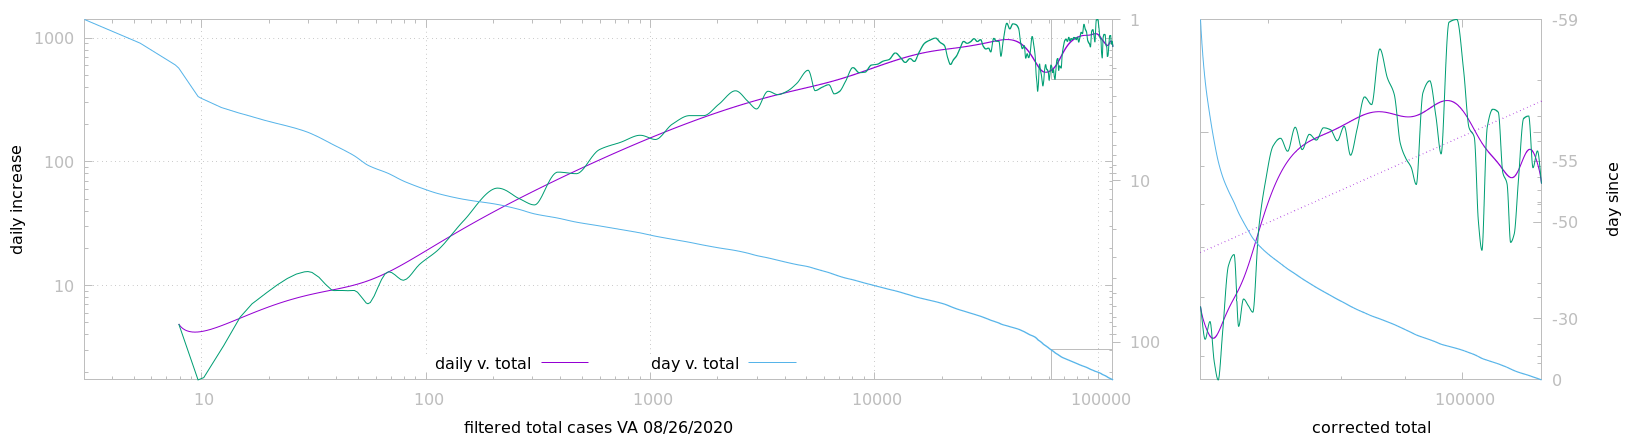 1000
100
10
daily increase
daily v. total
day v. total
10
100
1000
10000
100000
filtered total cases VA 08/26/2020
1
10
100
-59
-55
-50
-30
0
day since
100000
corrected total